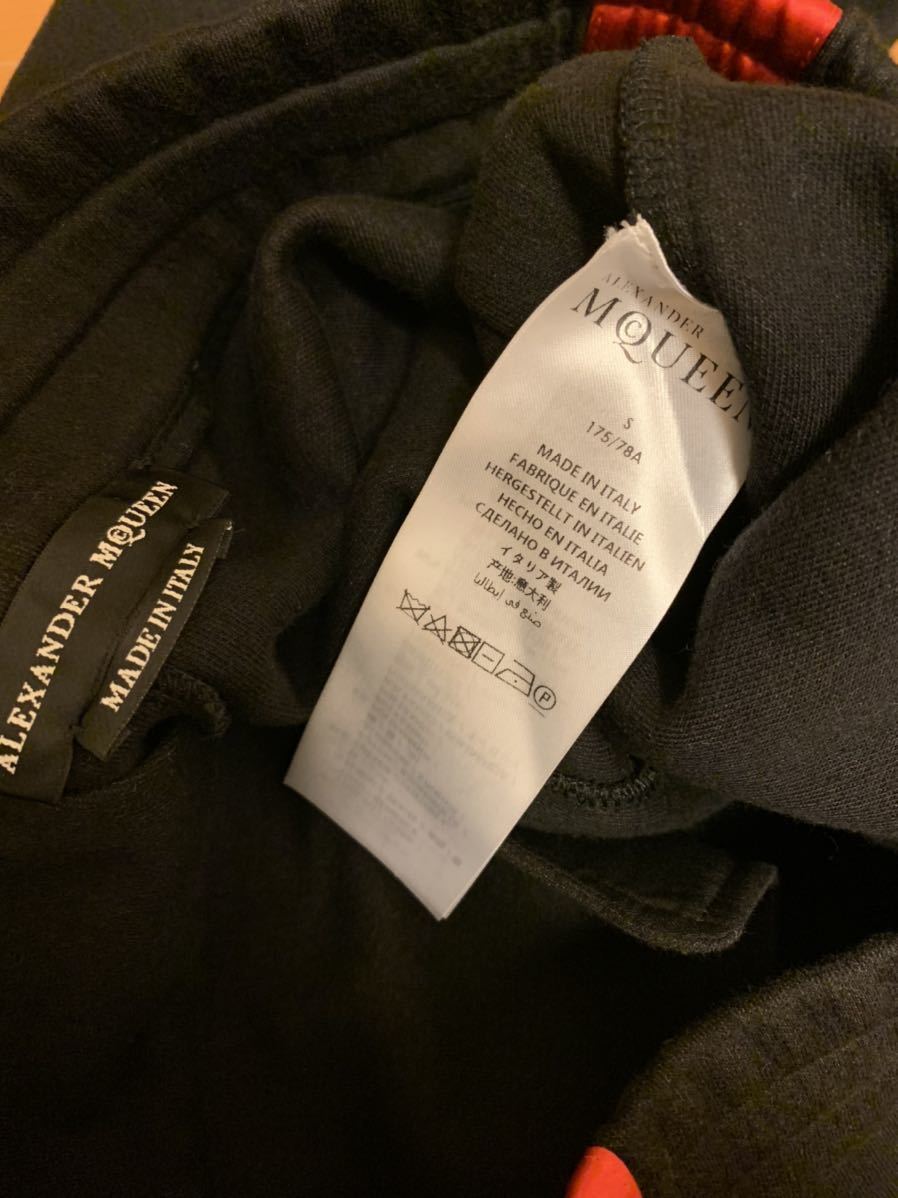 ALEXANDER MCQUEEN
MADE IN ITALY
ALEXANDER
MCQUEEN
S
175/78A
MADE IN ITALY
FABRIQUE EN ITALIE
HERGESTELLT IN ITALIEN
HECHO EN ITALIA
СДЕЛАНО В ИТАЛИИ
イタリア製
产地:意大利
صنع في إيطاليا
P